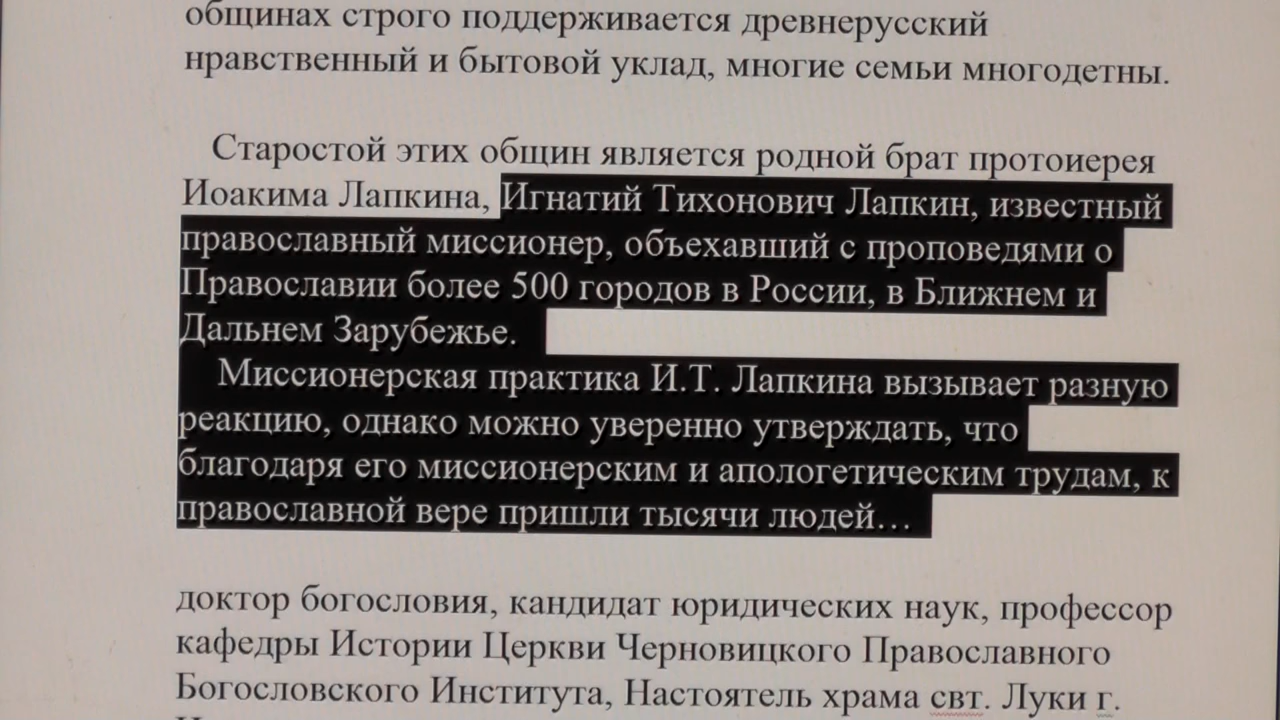 общинах строго поддерживается древнерусский
нравственный и бытовой уклад, многие семьи многодетны.
Старостой этих общин является родной брат протоиерея
Иоакима Лапкина, Игнатий Тихонович Лапкин, известный
православный миссионер, объехавший с проповедями о
Православии более 500 городов в России, в Ближнем и
Дальнем Зарубежье.
Миссионерская практика И.Т. Лапкина вызывает разную
реакцию, однако можно уверенно утверждать, что
благодаря его миссионерским и апологетическим трудам, к
православной вере пришли тысячи людей…
доктор богословия, кандидат юридических наук, профессор
кафедры Истории Церкви Черновицкого Православного
Богословского Института, Настоятель храма свт. Луки г.